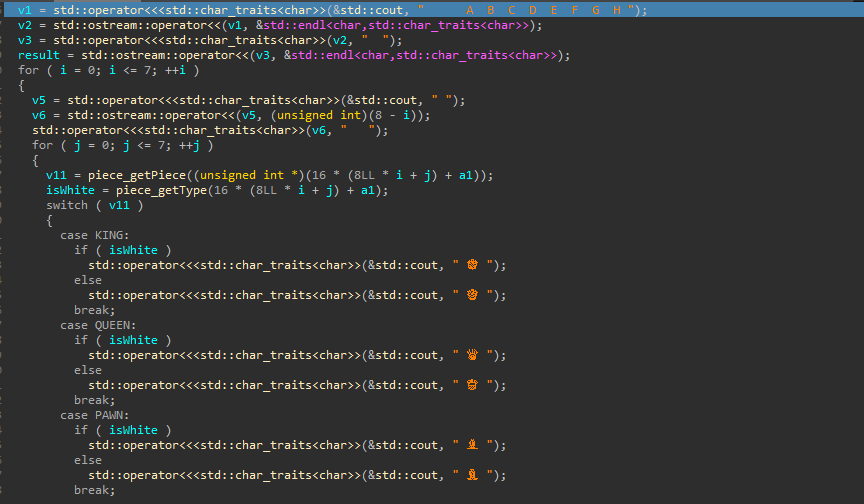 v1 = std::operator<<<std::char_traits<char>>(&std::cout, "      A  B  C  D  E  F  G  H ");
v2 = std::ostream::operator<<(v1, &std::endl<char,std::char_traits<char>>);
v3 = std::operator<<<std::char_traits<char>>(v2, "  ");
result = std::ostream::operator<<(v3, &std::endl<char,std::char_traits<char>>);
for ( i = 0; i <= 7; ++i )
{
  v5 = std::operator<<<std::char_traits<char>>(&std::cout, " ");
  v6 = std::ostream::operator<<(v5, (unsigned int)(8 - i));
  std::operator<<<std::char_traits<char>>(v6, "   ");
  for ( j = 0; j <= 7; ++j )
  {
    v11 = piece_getPiece((unsigned int *)(16 * (8LL * i + j) + a1));
    isWhite = piece_getType(16 * (8LL * i + j) + a1);
    switch ( v11 )
    {
      case KING:
        if ( isWhite )
          std::operator<<<std::char_traits<char>>(&std::cout, " ♚ ");
        else
          std::operator<<<std::char_traits<char>>(&std::cout, " ♔ ");
        break;
      case QUEEN:
        if ( isWhite )
          std::operator<<<std::char_traits<char>>(&std::cout, " ♛ ");
        else
          std::operator<<<std::char_traits<char>>(&std::cout, " ♕ ");
        break;
      case PAWN:
        if ( isWhite )
          std::operator<<<std::char_traits<char>>(&std::cout, " ♟ ");
        else
          std::operator<<<std::char_traits<char>>(&std::cout, " ♙ ");
        break;